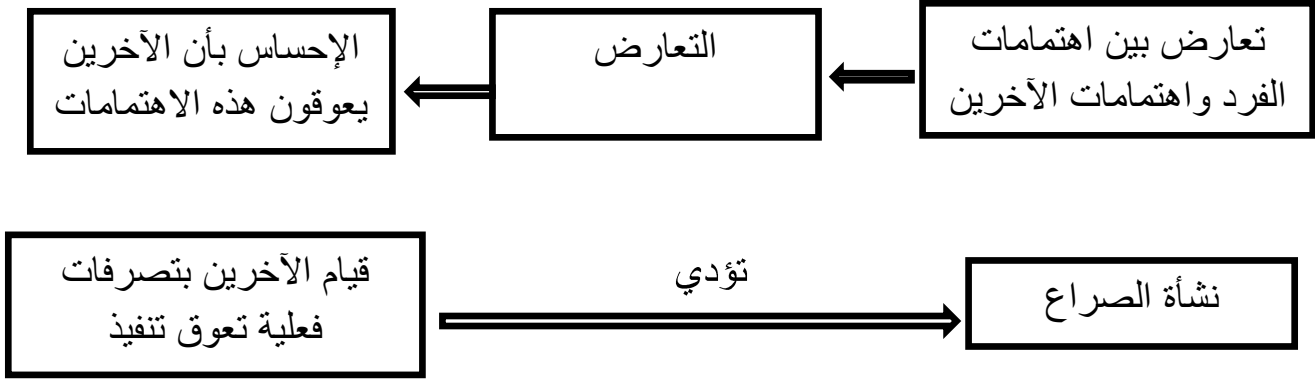 تعارض بين اهتمامات
الفرد واهتمامات الآخرين
التعارض
الإحساس بأن الآخرين
يعوقون هذه الاهتمامات
قيام الآخرين بتصرفات
فعلية تعوق تنفيذ
تؤدي
نشأة الصراع